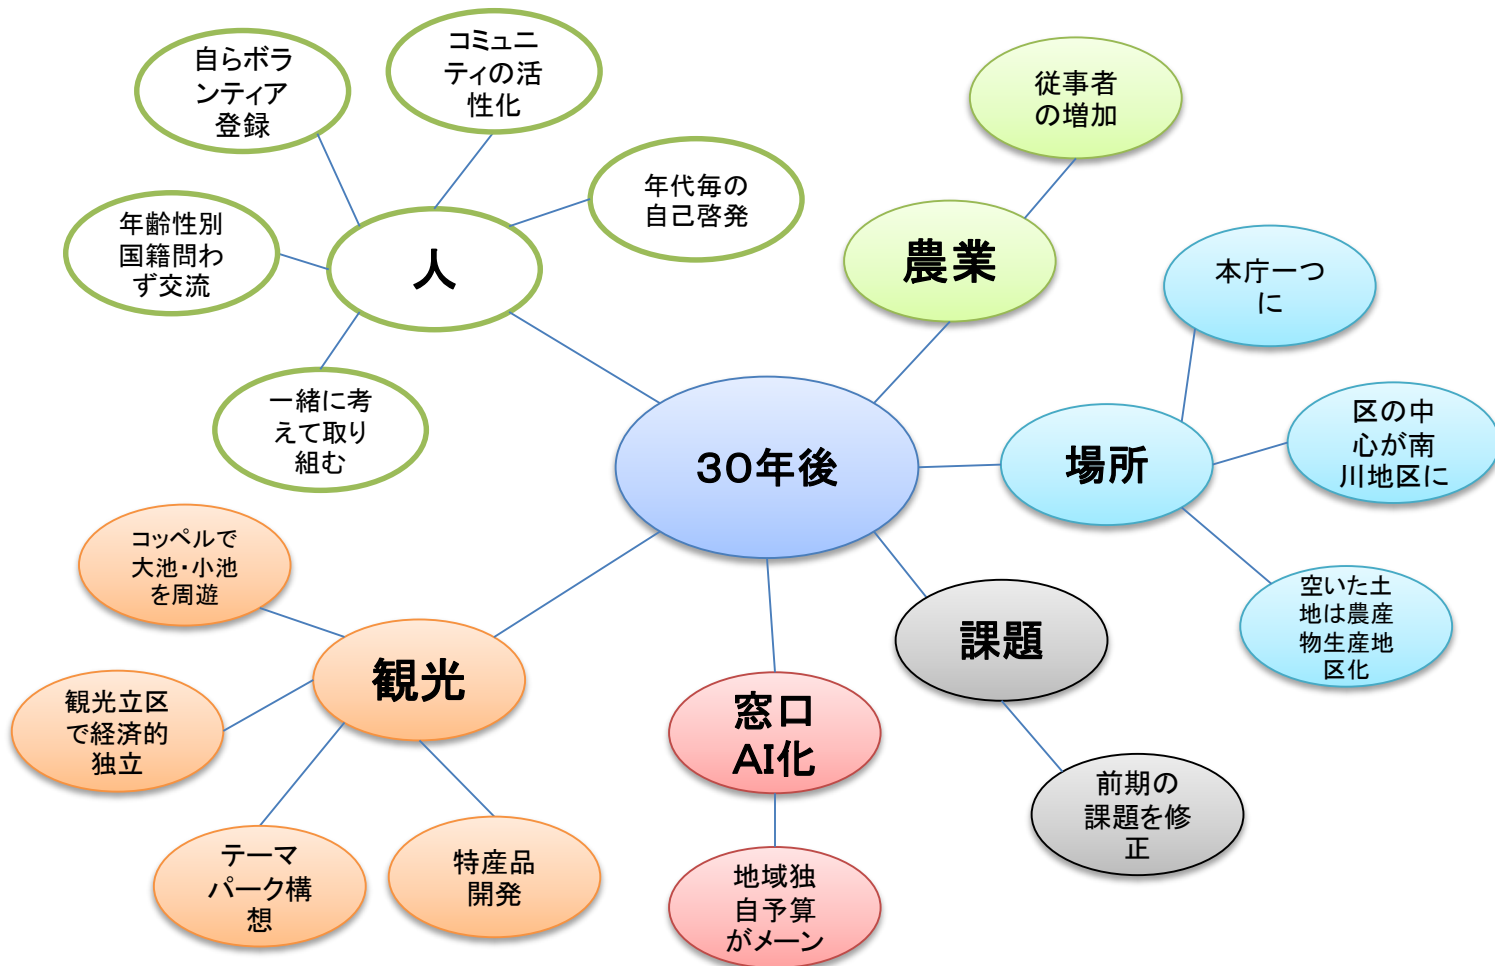 自らボラ
ンティア
登録
コミュニ
ティの活
性化
年代毎の
自己啓発
年齢性別
国籍問わ
ず交流
人
一緒に考
えて取り
組む
従事者
の増加
農業
本庁一つ
に
区の中
心が南
川地区に
場所
空いた土
地は農産
物生産地
区化
30年後
コッペルで
大池・小池
を周遊
観光
観光立区
で経済的
独立
テーマ
パーク構
想
特産品
開発
窓口
AI化
地域独
自予算
がメーン
課題
前期の
課題を修
正